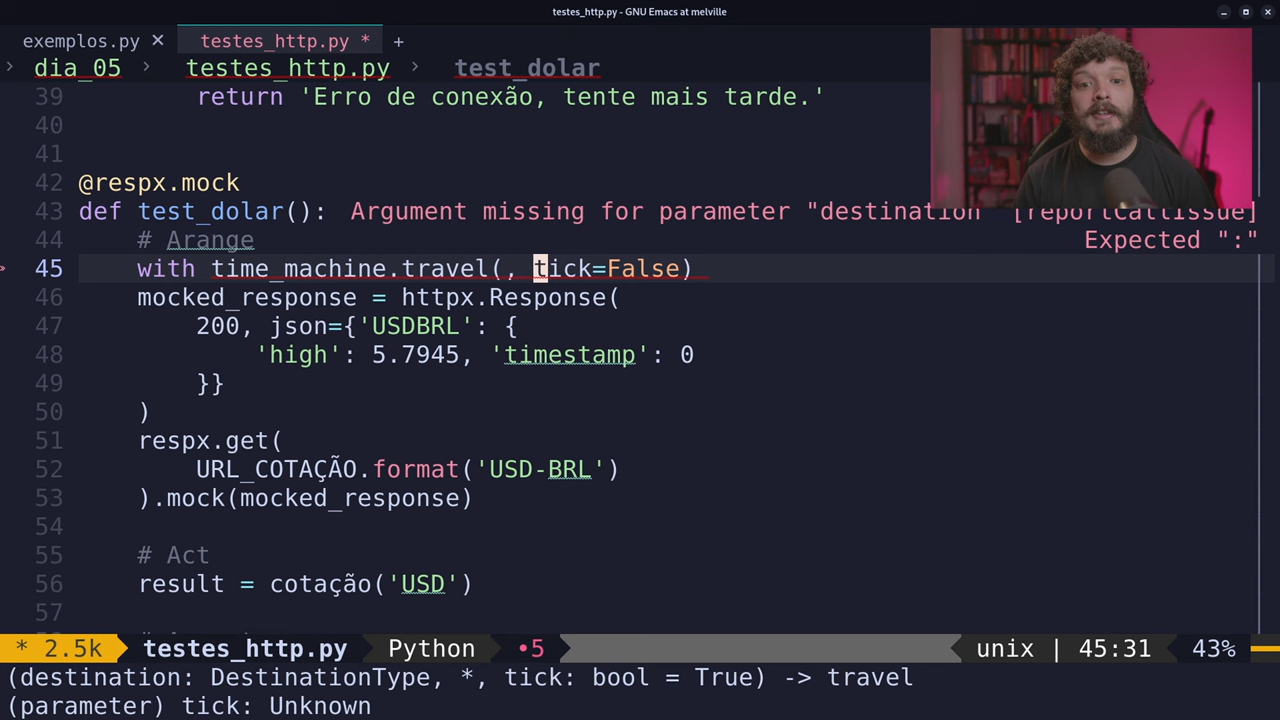 testes_http.py - GNU Emacs at melville
exemplos.py × testes_http.py * +
> dia_05 > testes_http.py > test_dolar
39 return 'Erro de conexão, tente mais tarde.'
40
41
42 @respx.mock
43 def test_dolar(): Argument missing for parameter "destination" [reportCallIssue]
44 # Arange Expected ":"
45 with time_machine.travel(, tick=False)
46 mocked_response = httpx.Response(
47 200, json={'USDBRL': {
48 'high': 5.7945, 'timestamp': 0
49 }}
50 )
51 respx.get(
52 URL_COTAÇÃO.format('USD-BRL')
53 ).mock(mocked_response)
54
55 # Act
56 result = cotação('USD')
57
* 2.5k testes_http.py Python •5 unix | 45:31 43%
(destination: DestinationType, *, tick: bool = True) -> travel
(parameter) tick: Unknown